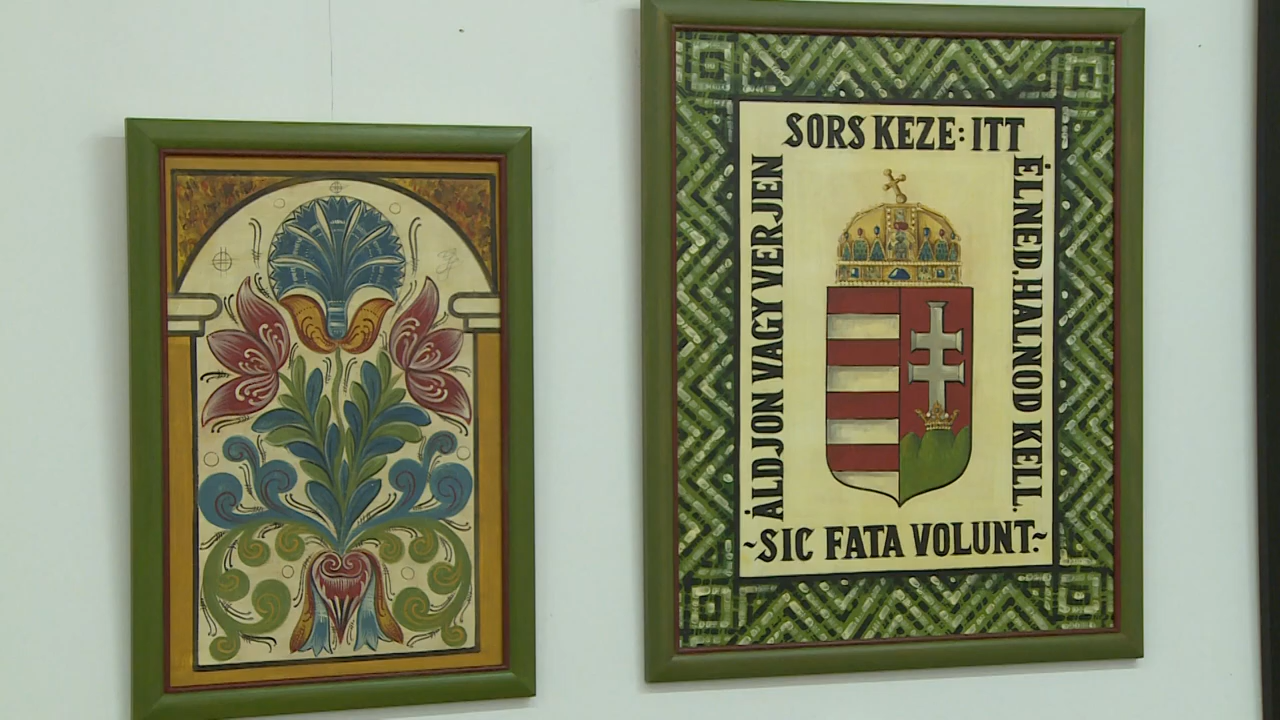 ÁLDJON VAGY VERJEN
SORS KEZE: ITT
ÉLNED, HALNOD KELL.
~SIC FATA VOLUNT~